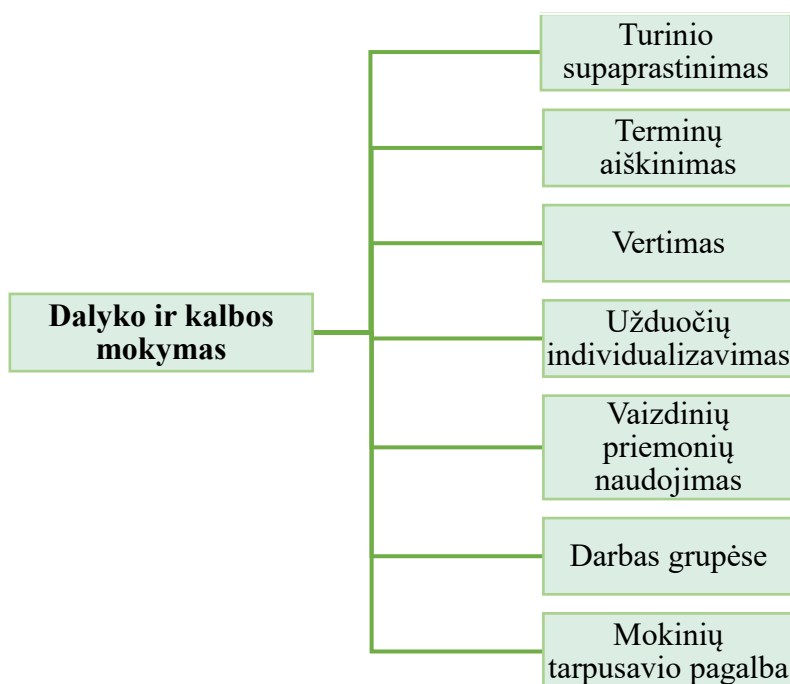 Turinio
supaprastinimas
Terminų
aiškinimas
Vertimas
Dalyko ir kalbos
mokymas
Užduočių
individualizavimas
Vaizdinių
priemonių
naudojimas
Darbas grupėse
Mokinių
tarpusavio pagalba